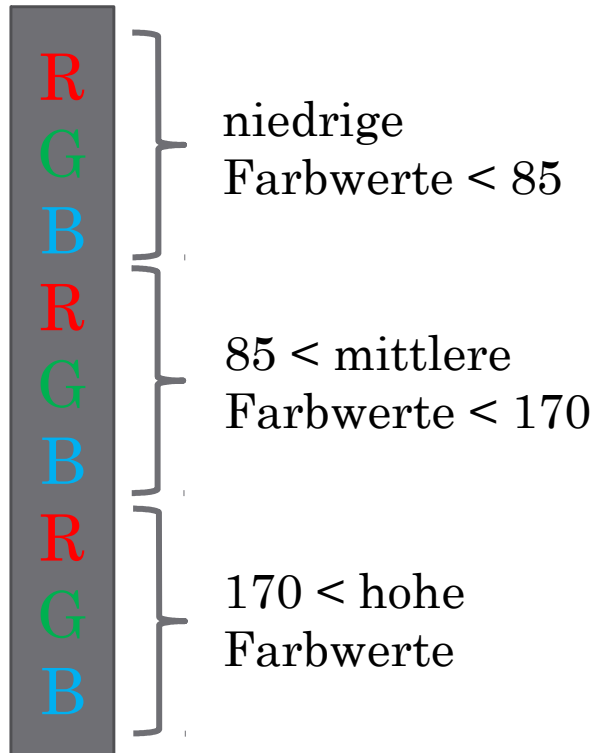 R
G
B
niedrige
Farbwerte < 85
R
G
B
85 < mittlere
Farbwerte < 170
R
G
B
170 < hohe
Farbwerte